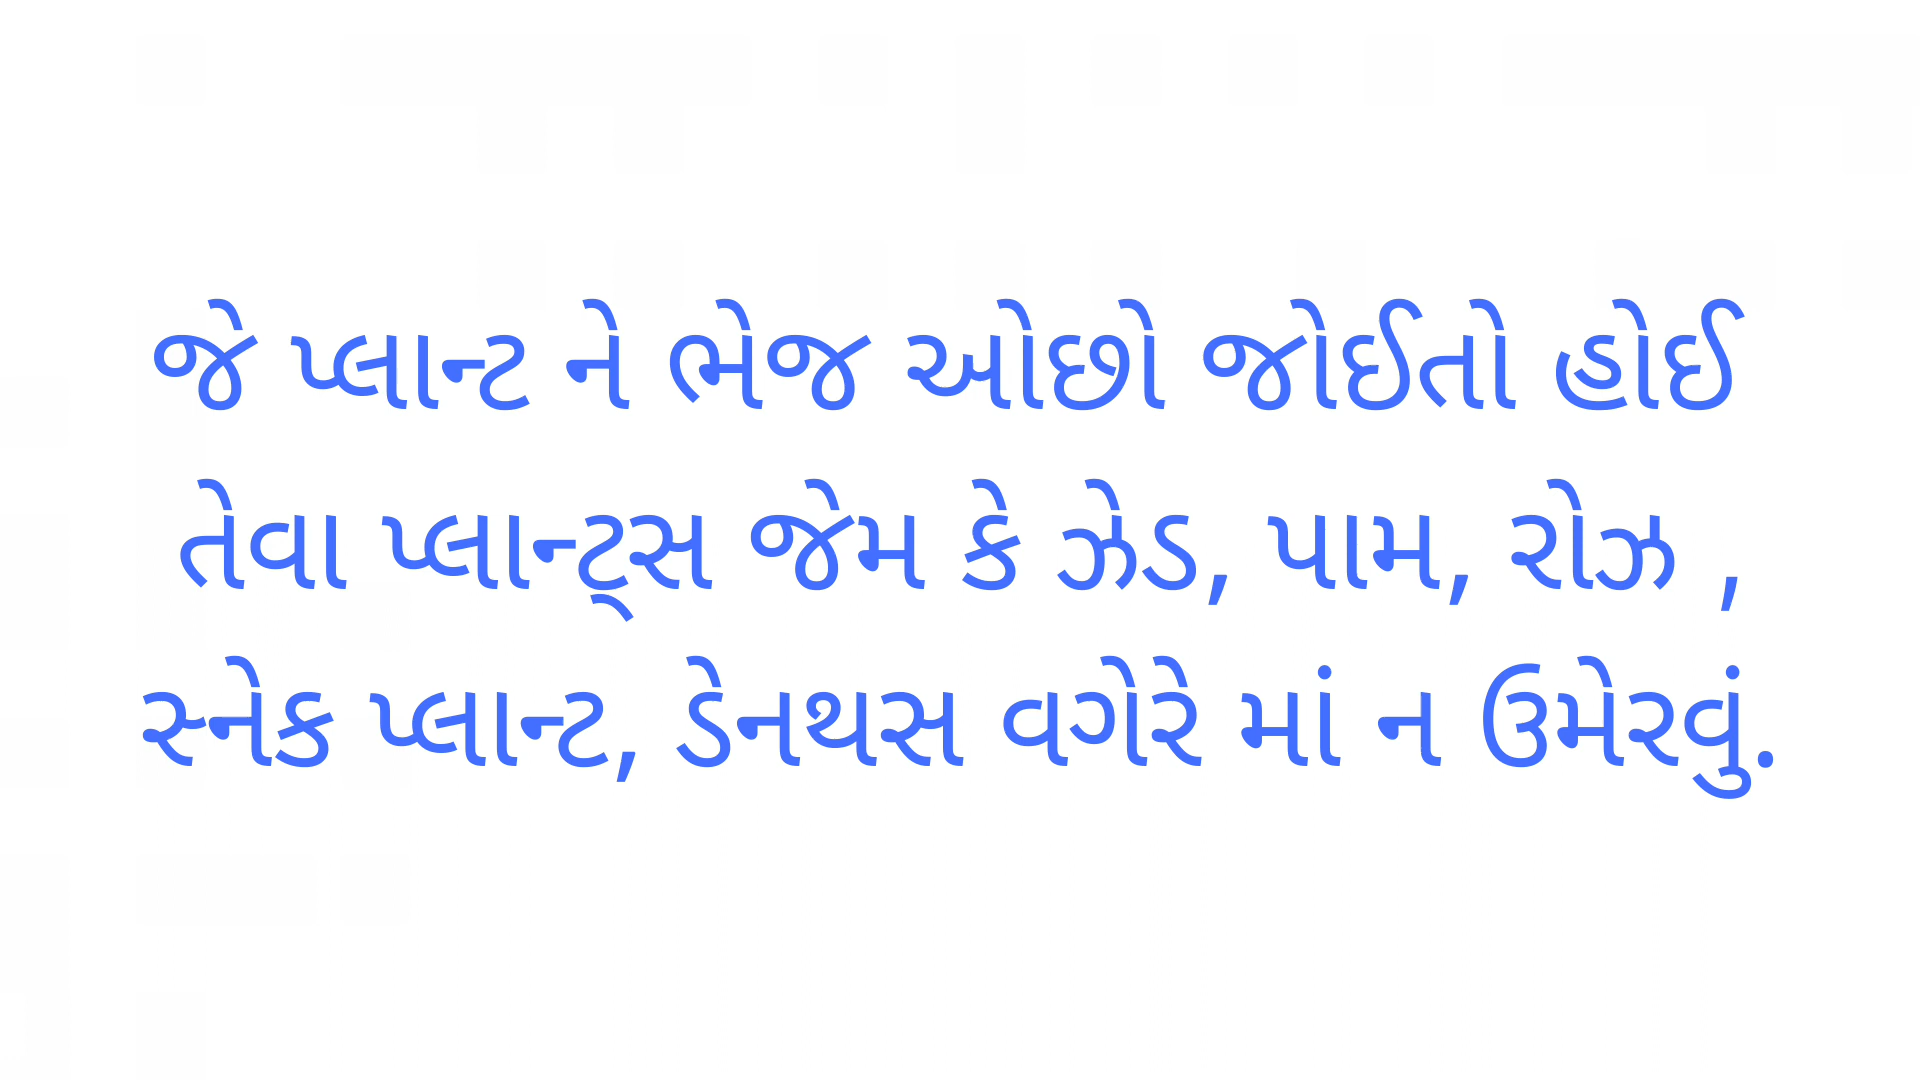 જે પ્લાન્ટ ને ભેજ ઓછો જોઈતો હોઈ
તેવા પ્લાન્ટ્સ જેમ કે ઝેડ, પામ, રોઝ ,
સ્નેક પ્લાન્ટ, ડેનથસ વગેરે માં ન ઉમેરવું.